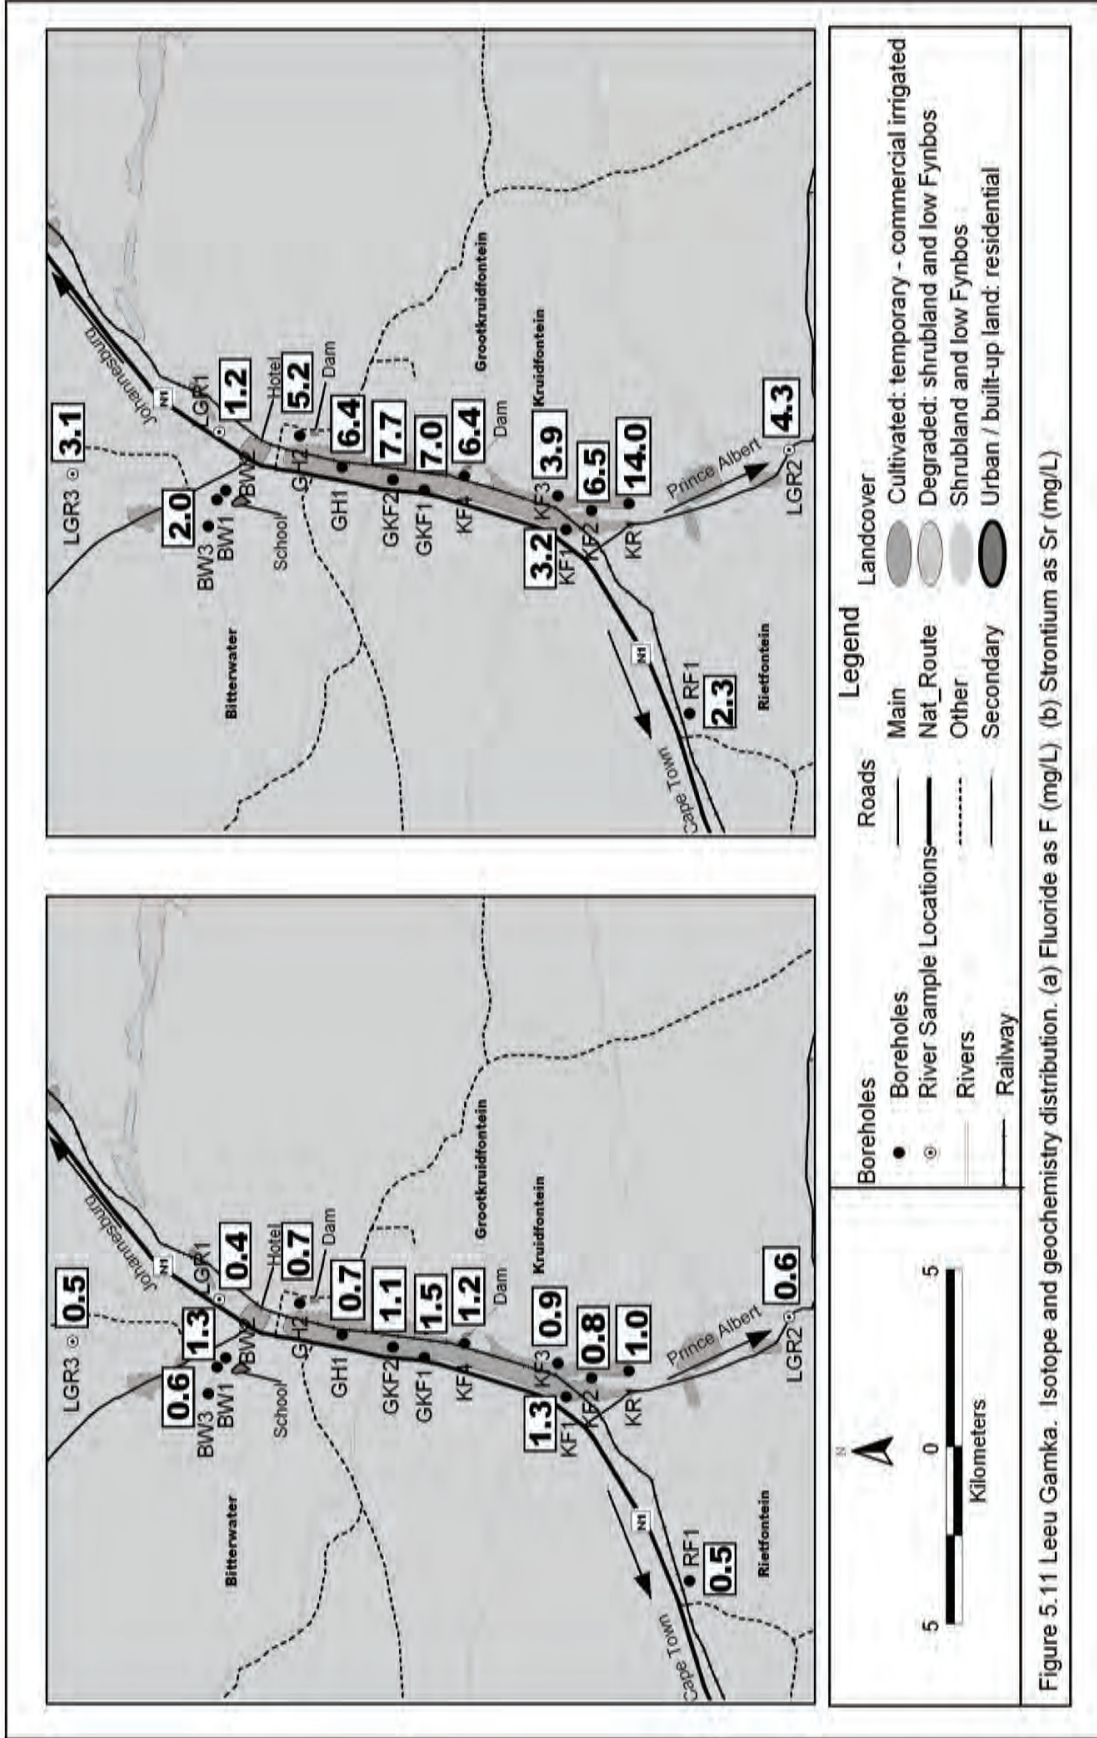 LGR3
0.5
Johannesburg
N1
0.6
1.3
LGR1
0.4
BW3
BW1
BW2
Hotel
School
GH2
0.7
Dam
Bitterwater
GH1
0.7
GKF2
1.1
GKF1
1.5
KF4
1.2
Dam
Grootkruidfontein
1.3
KF3
0.9
Kruidfontein
KF1
KF2
0.8
KR
1.0
N1
Prince Albert
RF1
0.5
Cape Town
Rietfontein
LGR2
0.6
LGR3
3.1
Johannesburg
N1
2.0
LGR1
1.2
BW3
BW1
BW2
Hotel
School
GH2
5.2
Dam
Bitterwater
GH1
6.4
GKF2
7.7
GKF1
7.0
KF4
6.4
Dam
Grootkruidfontein
3.2
KF3
3.9
Kruidfontein
KF1
KF2
6.5
KR
14.0
N1
Prince Albert
RF1
2.3
Cape Town
Rietfontein
LGR2
4.3
N
5 0 5
Kilometers
Legend
Boreholes
Boreholes
River Sample Locations
Rivers
Railway
Roads
Main
Nat_Route
Other
Secondary
Landcover
Cultivated: temporary - commercial irrigated
Degraded: shrubland and low Fynbos
Shrubland and low Fynbos
Urban / built-up land: residential
Figure 5.11 Leeu Gamka. Isotope and geochemistry distribution. (a) Fluoride as F (mg/L) (b) Strontium as Sr (mg/L)